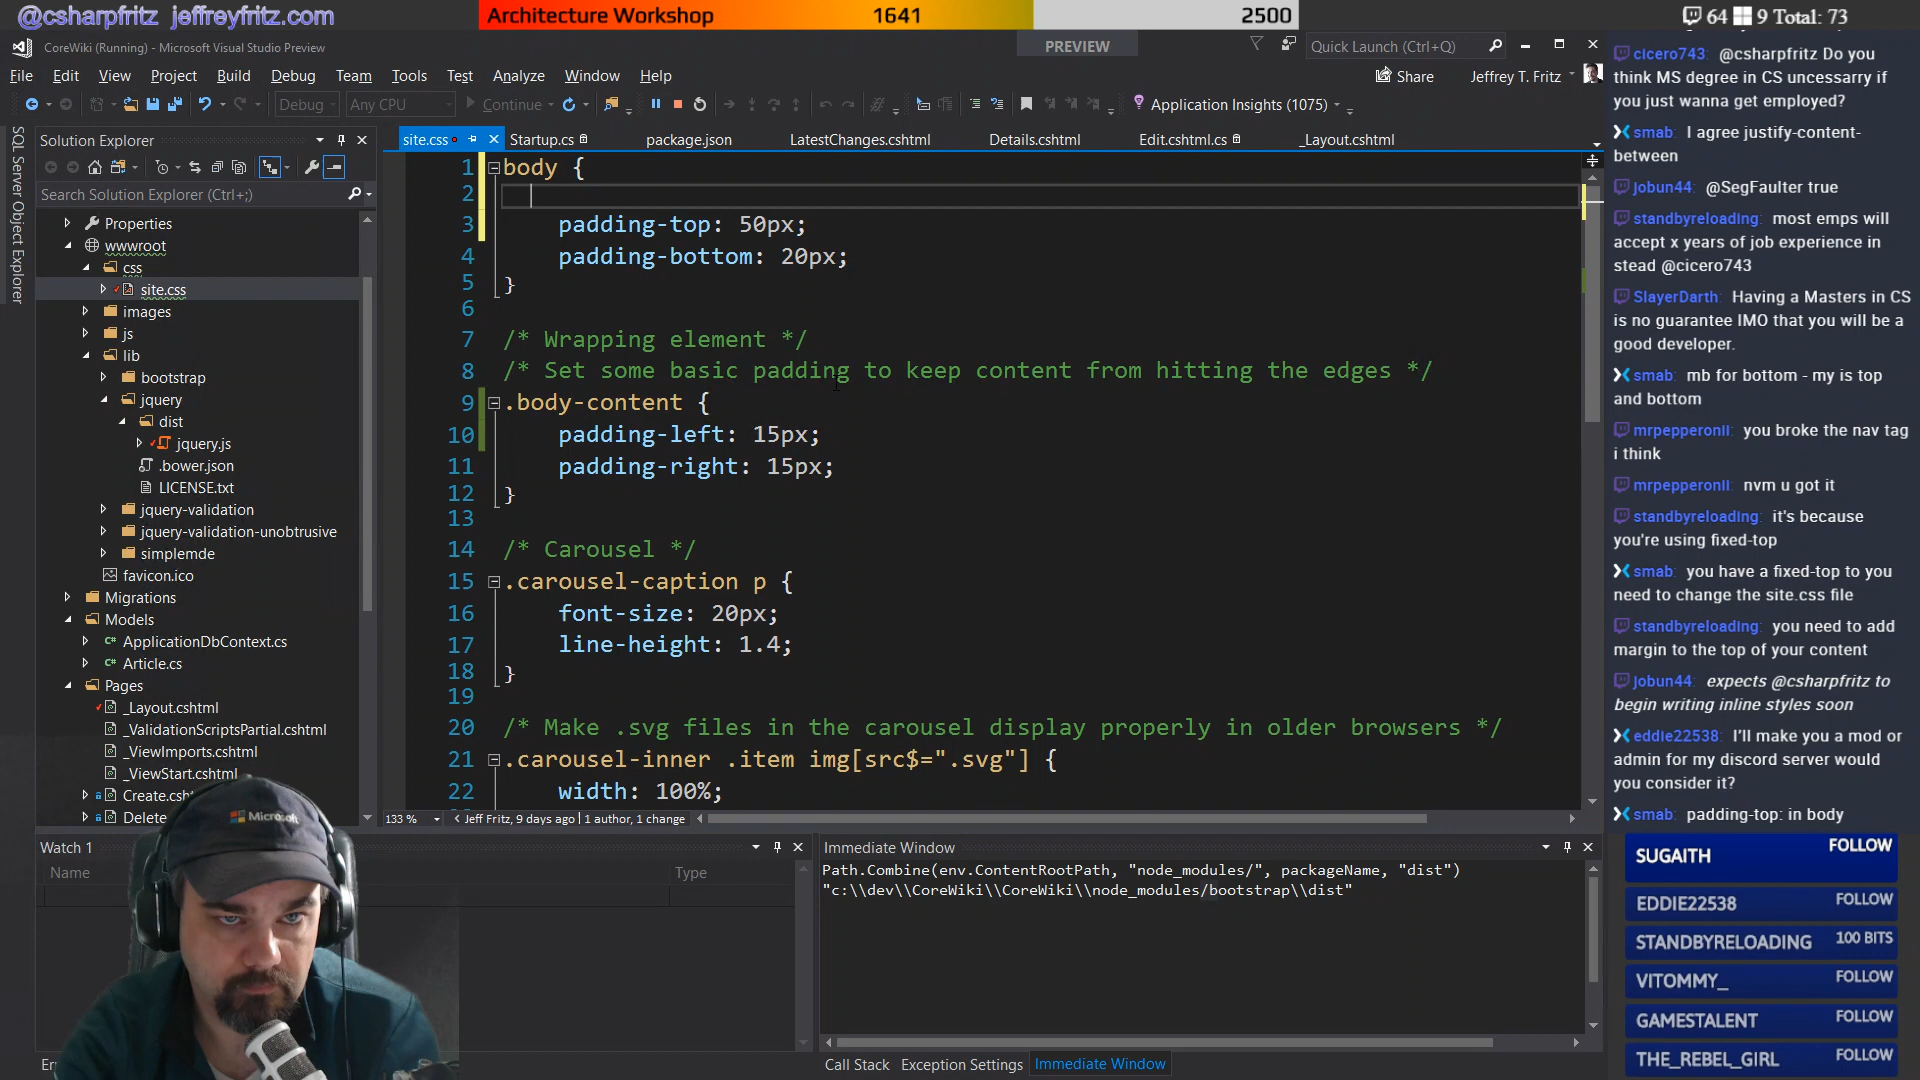 @csharpfritz jeffreyfritz.com
Architecture Workshop 1641 2500
64 9 Total: 73
CoreWiki (Running) - Microsoft Visual Studio Preview
PREVIEW
Quick Launch (Ctrl+Q)
File Edit View Project Build Debug Team Tools Test Analyze Window Help
Share
Jeffrey T. Fritz
Debug Any CPU Continue Application Insights (1075)
SQL Server Object Explorer
Solution Explorer
Search Solution Explorer (Ctrl+;)
Properties
wwwroot
css
site.css
images
js
lib
bootstrap
jquery
dist
jquery.js
.bower.json
LICENSE.txt
jquery-validation
jquery-validation-unobtrusive
simplemde
favicon.ico
Migrations
Models
ApplicationDbContext.cs
Article.cs
Pages
_Layout.cshtml
_ValidationScriptsPartial.cshtml
_ViewImports.cshtml
_ViewStart.cshtml
Create.csh
Delete
Microsoft
site.css Startup.cs package.json LatestChanges.cshtml Details.cshtml Edit.cshtml.cs _Layout.cshtml
1 body {
2
3 padding-top: 50px;
4 padding-bottom: 20px;
5 }
6
7 /* Wrapping element */
8 /* Set some basic padding to keep content from hitting the edges */
9 .body-content {
10 padding-left: 15px;
11 padding-right: 15px;
12 }
13
14 /* Carousel */
15 .carousel-caption p {
16 font-size: 20px;
17 line-height: 1.4;
18 }
19
20 /* Make .svg files in the carousel display properly in older browsers */
21 .carousel-inner .item img[src$=".svg"] {
22 width: 100%;
133 % Jeff Fritz, 9 days ago | 1 author, 1 change
Watch 1
Name Type
Immediate Window
Path.Combine(env.ContentRootPath, "node_modules/", packageName, "dist")
"c:\\dev\\CoreWiki\\CoreWiki\\node_modules/bootstrap\\dist"
Call Stack Exception Settings Immediate Window
cicero743: @csharpfritz Do you
think MS degree in CS uncessarry if
you just wanna get employed?
smab: I agree justify-content-
between
jobun44: @SegFaulter true
standbyreloading: most emps will
accept x years of job experience in
stead @cicero743
SlayerDarth: Having a Masters in CS
is no guarantee IMO that you will be a
good developer.
smab: mb for bottom - my is top
and bottom
mrpepperonii: you broke the nav tag
i think
mrpepperonii: nvm u got it
standbyreloading: it's because
you're using fixed-top
smab: you have a fixed-top to you
need to change the site.css file
standbyreloading: you need to add
margin to the top of your content
jobun44: expects @csharpfritz to
begin writing inline styles soon
eddie22538: I'll make you a mod or
admin for my discord server would
you consider it?
smab: padding-top: in body
SUGAITH FOLLOW
EDDIE22538 FOLLOW
STANDBYRELOADING 100 BITS
VITOMMY_ FOLLOW
GAMESTALENT FOLLOW
THE_REBEL_GIRL FOLLOW